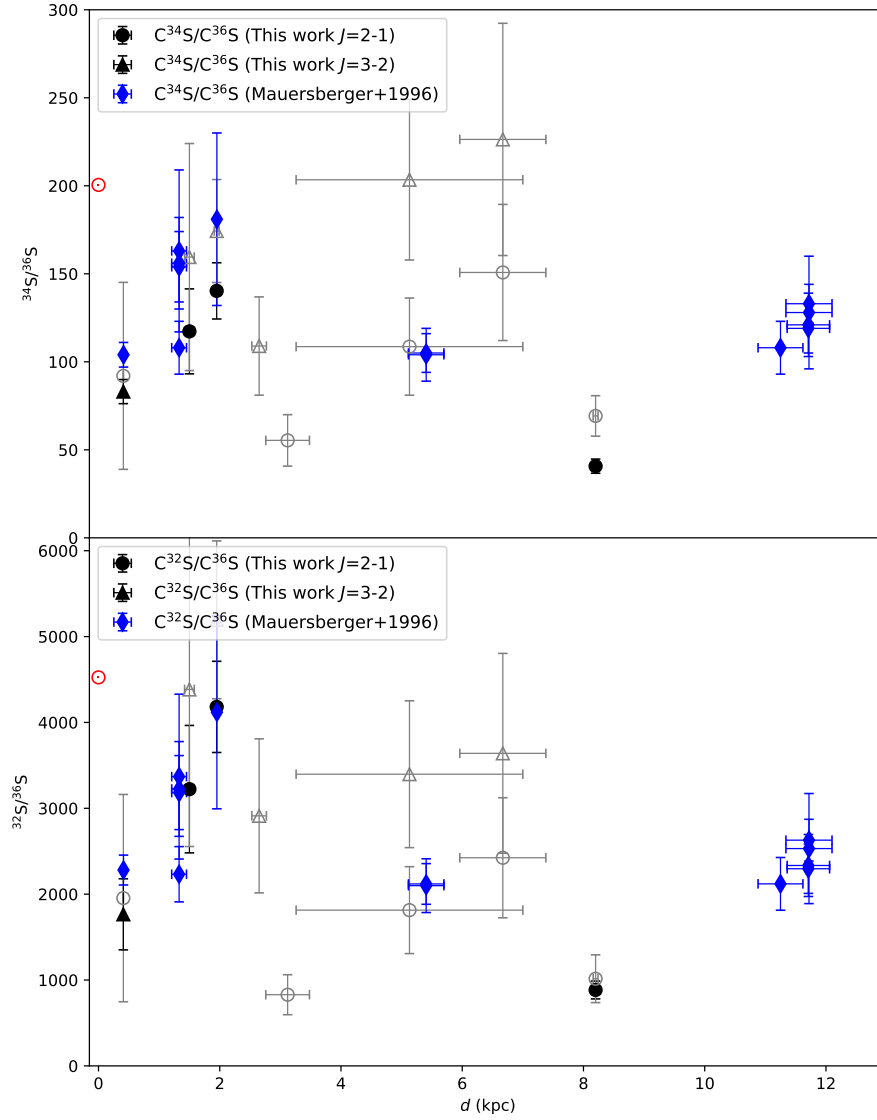 300
250
200
150
100
50
0
³⁴S/³⁶S
C³⁴S/C³⁶S (This work J=2-1)
C³⁴S/C³⁶S (This work J=3-2)
C³⁴S/C³⁶S (Mauersberger+1996)
6000
5000
4000
3000
2000
1000
0
³²S/³⁶S
C³²S/C³⁶S (This work J=2-1)
C³²S/C³⁶S (This work J=3-2)
C³²S/C³⁶S (Mauersberger+1996)
0 2 4 6 8 10 12
d (kpc)